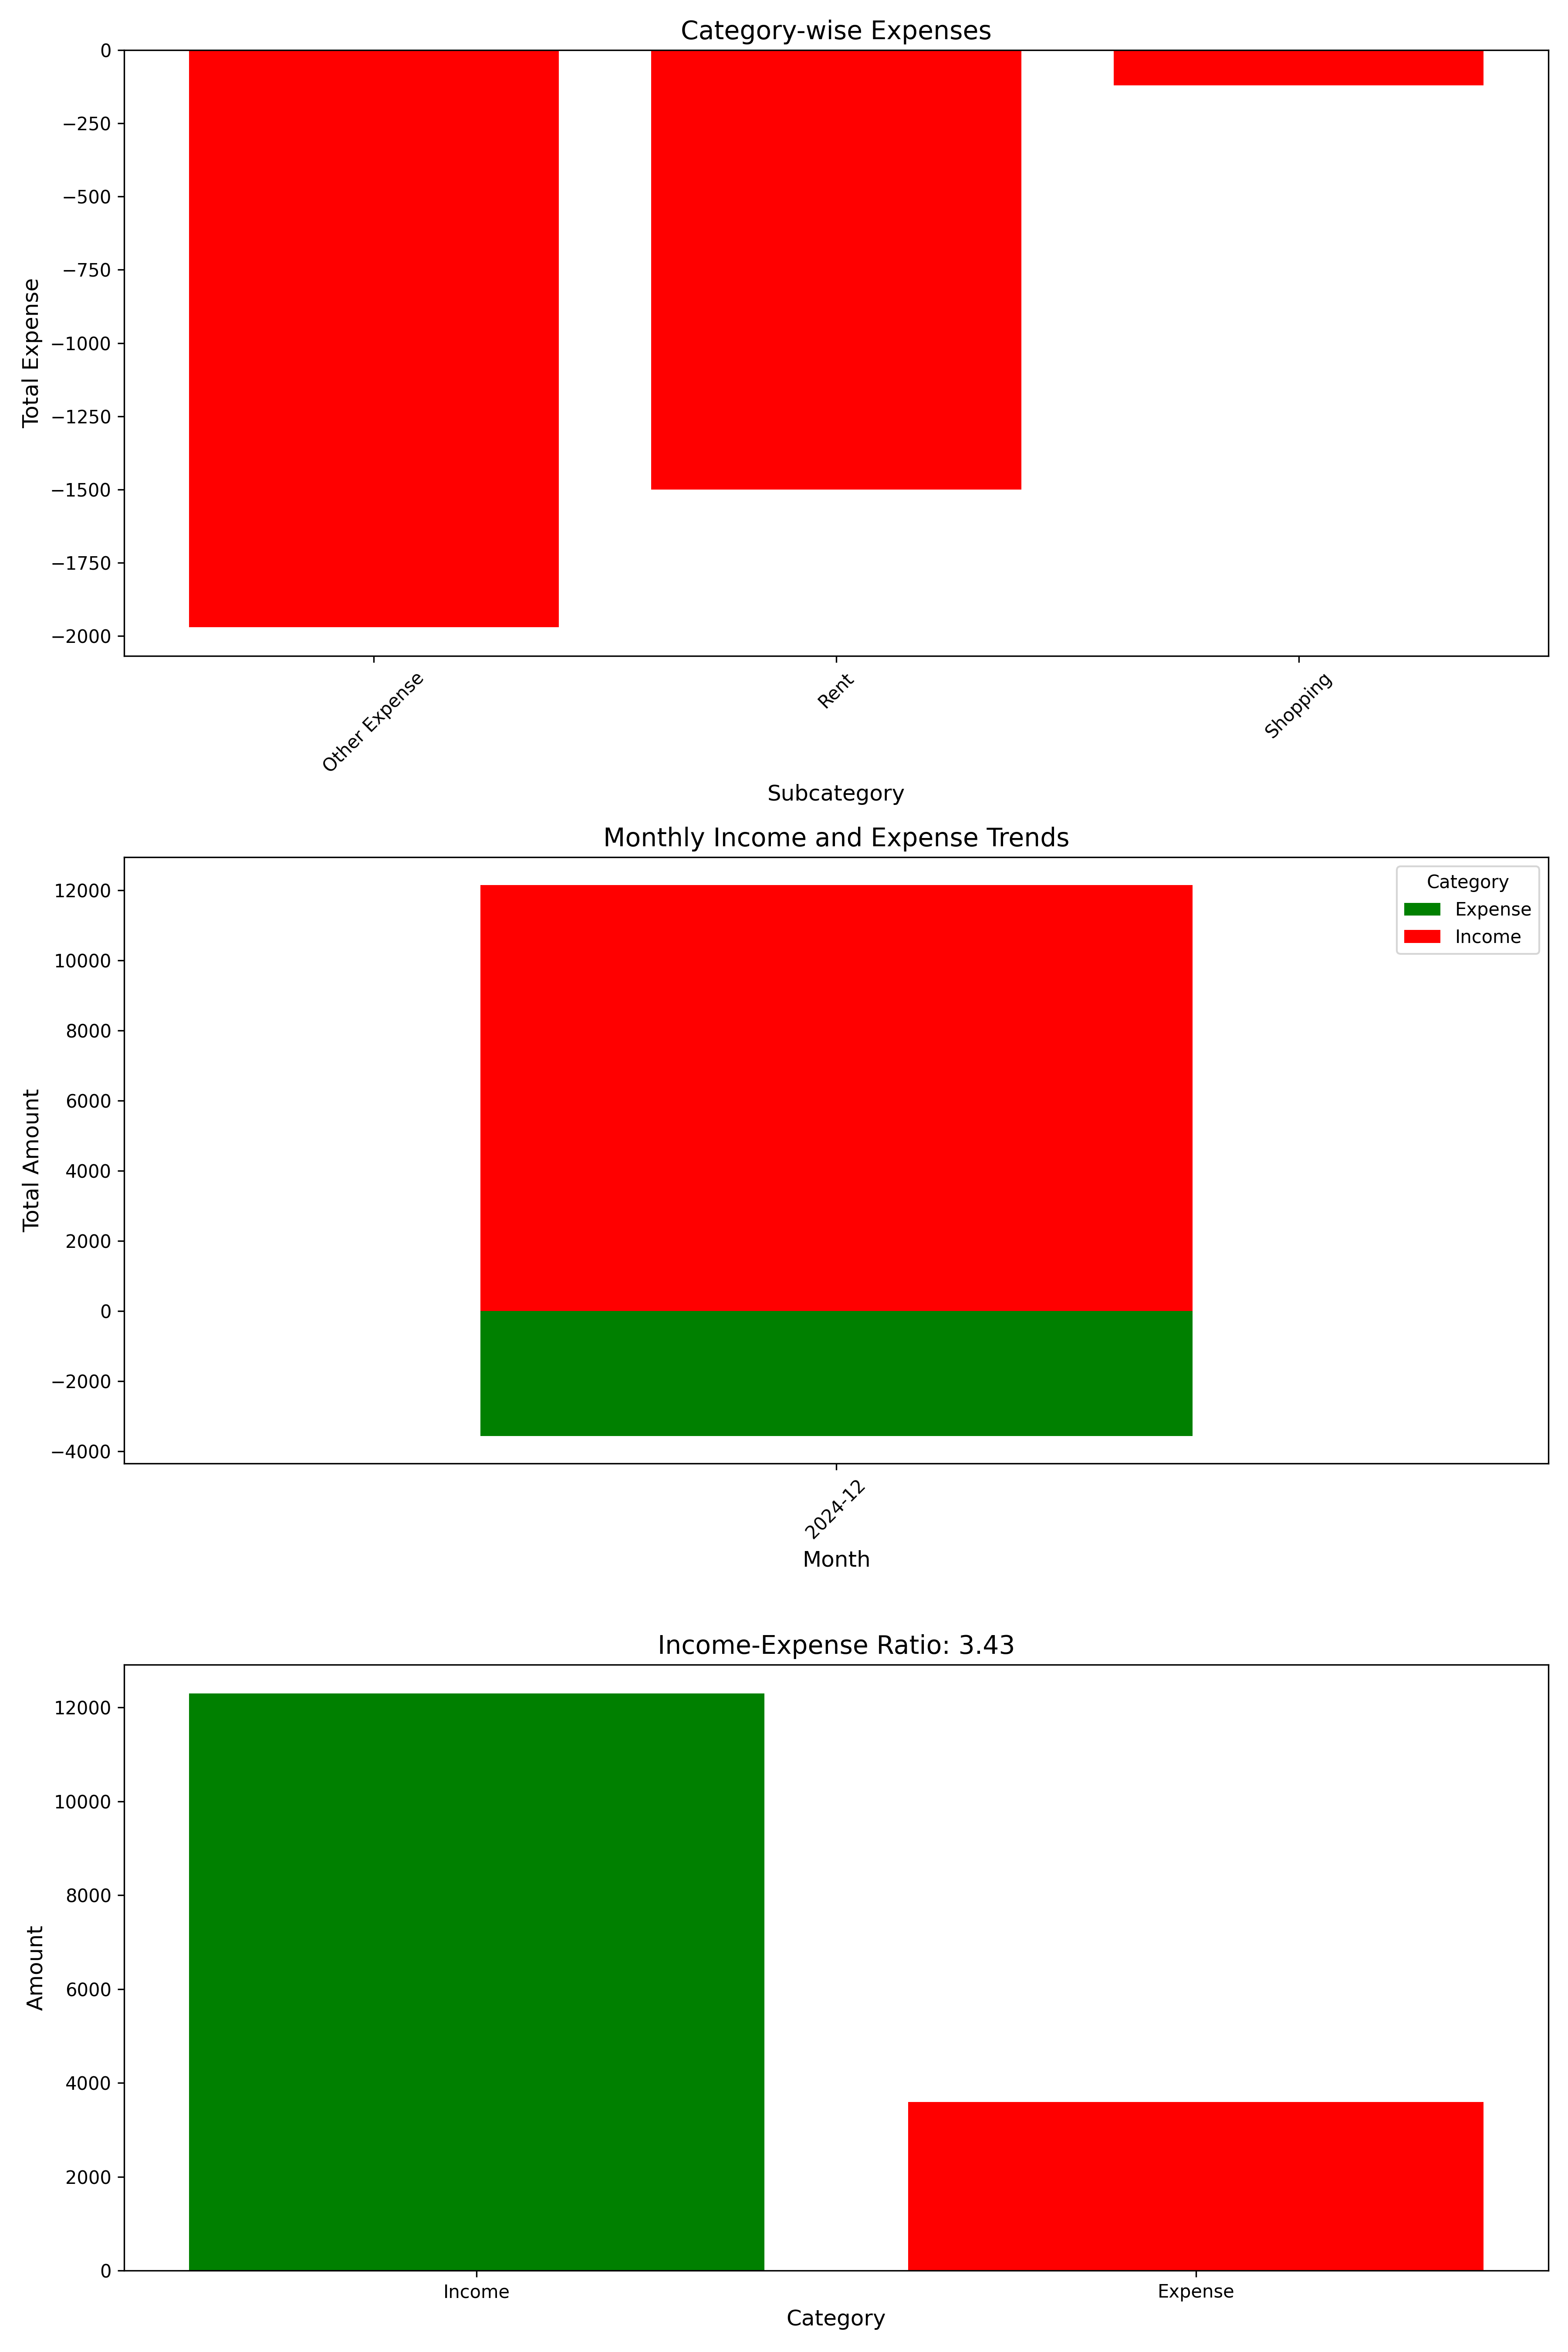 Category-wise Expenses
0
−250
−500
−750
−1000
−1250
−1500
−1750
−2000
Total Expense
Other Expense
Rent
Shopping
Subcategory
Monthly Income and Expense Trends
12000
10000
8000
6000
4000
2000
0
−2000
−4000
Total Amount
Category
Expense
Income
2024-12
Month
Income-Expense Ratio: 3.43
12000
10000
8000
6000
4000
2000
0
Amount
Income
Expense
Category